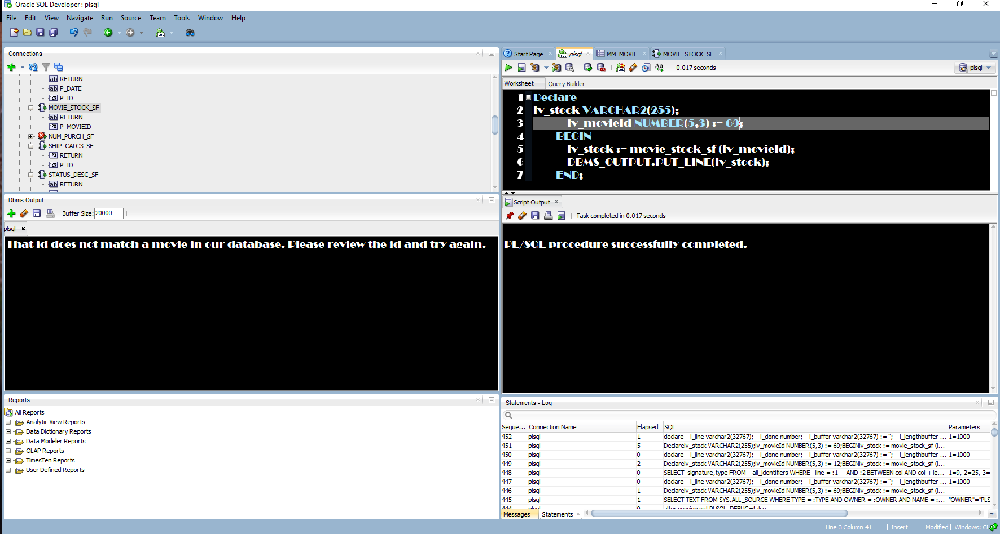 Oracle SQL Developer : plsql
File Edit View Navigate Run Source Team Tools Window Help
Connections
RETURN
P_DATE
P_ID
MOVIE_STOCK_SF
RETURN
P_MOVIEID
NUM_PURCH_SF
SHIP_CALC3_SF
RETURN
P_ID
STATUS_DESC_SF
RETURN
Dbms Output
Buffer Size: 20000
plsql
That id does not match a movie in our database. Please review the id and try again.
Reports
All Reports
Analytic View Reports
Data Dictionary Reports
Data Modeler Reports
OLAP Reports
TimesTen Reports
User Defined Reports
Start Page plsql MM_MOVIE MOVIE_STOCK_SF
0.017 seconds
plsql
Worksheet Query Builder
1 Declare
2 lv_stock VARCHAR2(255);
3 lv_movieId NUMBER(5,3) := 69;
4 BEGIN
5 lv_stock := movie_stock_sf (lv_movieId);
6 DBMS_OUTPUT.PUT_LINE(lv_stock);
7 END;
Script Output
Task completed in 0.017 seconds
PL/SQL procedure successfully completed.
Statements - Log
Seque... Connection Name Elapsed SQL Parameters
452 plsql 1 declare l_line varchar2(32767); l_done number; l_buffer varchar2(32767) := ''; l_lengthbuffer ... 1=1000
451 plsql 5 Declarelv_stock VARCHAR2(255);lv_movieId NUMBER(5,3) := 69;BEGINlv_stock := movie_stock_sf (l...
450 plsql 0 declare l_line varchar2(32767); l_done number; l_buffer varchar2(32767) := ''; l_lengthbuffer ... 1=1000
449 plsql 2 Declarelv_stock VARCHAR2(255);lv_movieId NUMBER(5,3) := 12;BEGINlv_stock := movie_stock_sf (l...
448 plsql 0 SELECT signature,type FROM all_identifiers WHERE line = :1 AND :2 BETWEEN col AND col + le... 1=9, 2=25, 3=
447 plsql 0 declare l_line varchar2(32767); l_done number; l_buffer varchar2(32767) := ''; l_lengthbuffer ... 1=1000
446 plsql 1 Declarelv_stock VARCHAR2(255);lv_movieId NUMBER(5,3) := 69;BEGINlv_stock := movie_stock_sf (l...
445 plsql 1 SELECT TEXT FROM SYS.ALL_SOURCE WHERE TYPE = :TYPE AND OWNER = :OWNER AND NAME = :... "OWNER"="PLS
Messages Statements
Line 3 Column 41 Insert Modified Windows: